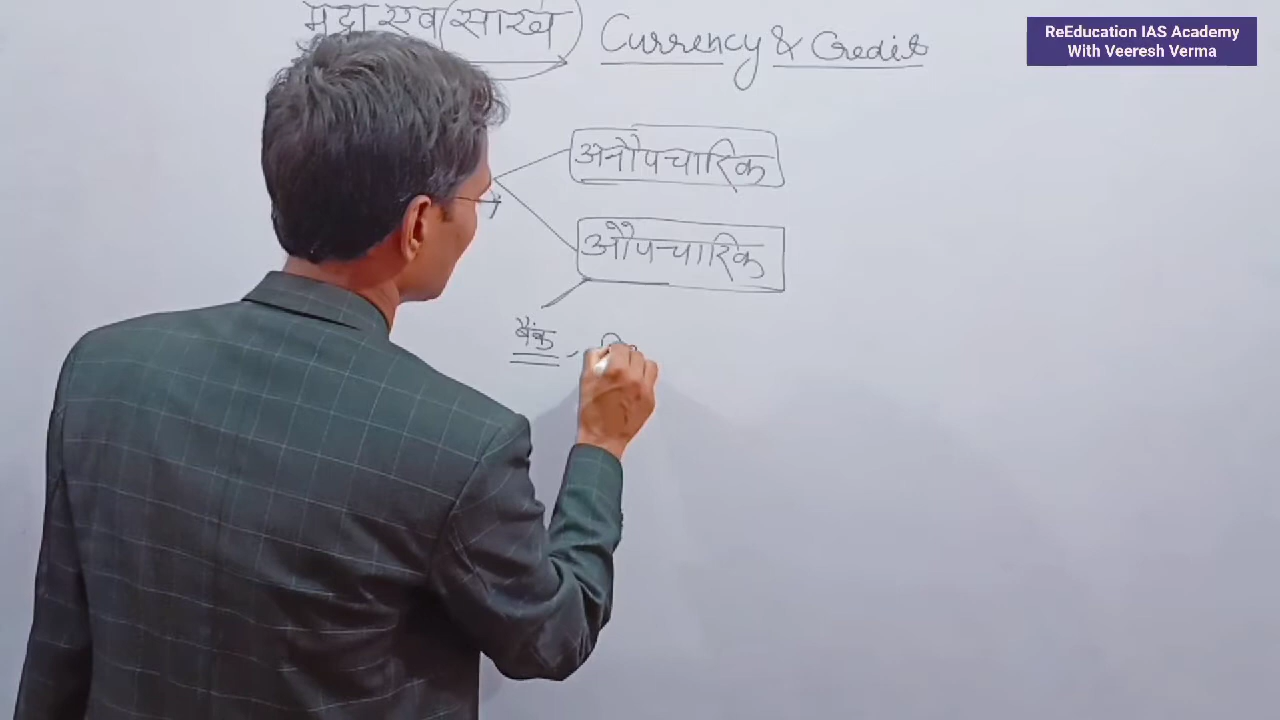 मुद्रा एवं (साख) Currency & Credit
ReEducation IAS Academy
With Veeresh Verma
अनौपचारिक
औपचारिक
बैंक,